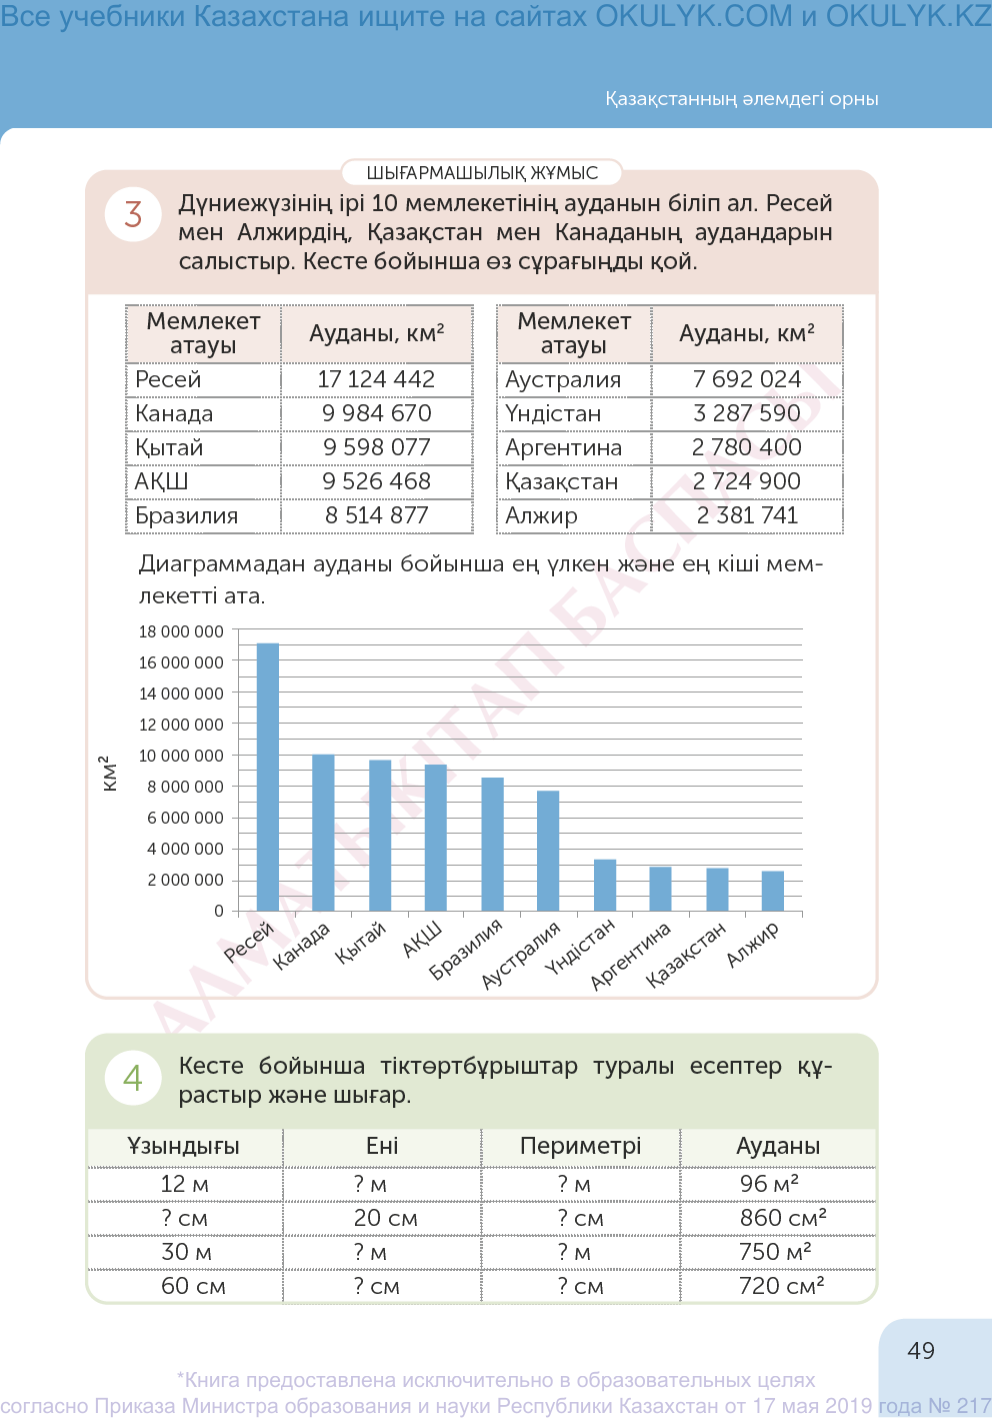 Все учебники Казахстана ищите на сайтах OKULYK.COM и OKULYK.KZ
Қазақстанның әлемдегі орны
ШЫҒАРМАШЫЛЫҚ ЖҰМЫС
3
Дүниежүзінің ірі 10 мемлекетінің ауданын біліп ал. Ресей
мен Алжирдің, Қазақстан мен Канаданың аудандарын
салыстыр. Кесте бойынша өз сұрағыңды қой.
Мемлекет атауы Ауданы, км²
Ресей 17 124 442
Канада 9 984 670
Қытай 9 598 077
АҚШ 9 526 468
Бразилия 8 514 877
Мемлекет атауы Ауданы, км²
Аустралия 7 692 024
Үндістан 3 287 590
Аргентина 2 780 400
Қазақстан 2 724 900
Алжир 2 381 741
Диаграммадан ауданы бойынша ең үлкен және ең кіші мем-
лекетті ата.
18 000 000
16 000 000
14 000 000
12 000 000
10 000 000
8 000 000
6 000 000
4 000 000
2 000 000
0
км²
Ресей Канада Қытай АҚШ Бразилия Аустралия Үндістан Аргентина Қазақстан Алжир
АЛМАТЫКІТАП БАСПАСЫ
4
Кесте бойынша тіктөртбұрыштар туралы есептер құ-
растыр және шығар.
Ұзындығы Ені Периметрі Ауданы
12 м ? м ? м 96 м²
? см 20 см ? см 860 см²
30 м ? м ? м 750 м²
60 см ? см ? см 720 см²
49
*Книга предоставлена исключительно в образовательных целях
согласно Приказа Министра образования и науки Республики Казахстан от 17 мая 2019 года № 217